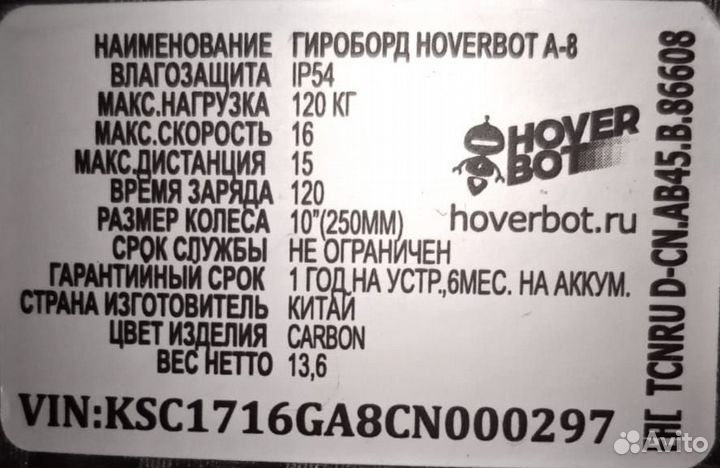 НАИМЕНОВАНИЕ ГИРОБОРД HOVERBOT A-8
ВЛАГОЗАЩИТА IP54
МАКС.НАГРУЗКА 120 КГ
МАКС.СКОРОСТЬ 16
МАКС.ДИСТАНЦИЯ 15
ВРЕМЯ ЗАРЯДА 120
РАЗМЕР КОЛЕСА 10"(250ММ)
СРОК СЛУЖБЫ НЕ ОГРАНИЧЕН
ГАРАНТИЙНЫЙ СРОК 1 ГОД.НА УСТР.,6МЕС. НА АККУМ.
СТРАНА ИЗГОТОВИТЕЛЬ КИТАЙ
ЦВЕТ ИЗДЕЛИЯ CARBON
ВЕС НЕТТО 13,6
VIN:KSC1716GA8CN000297
HOVER
BOT
hoverbot.ru
TCNRU D-CN.AB45.B.86608
Avito